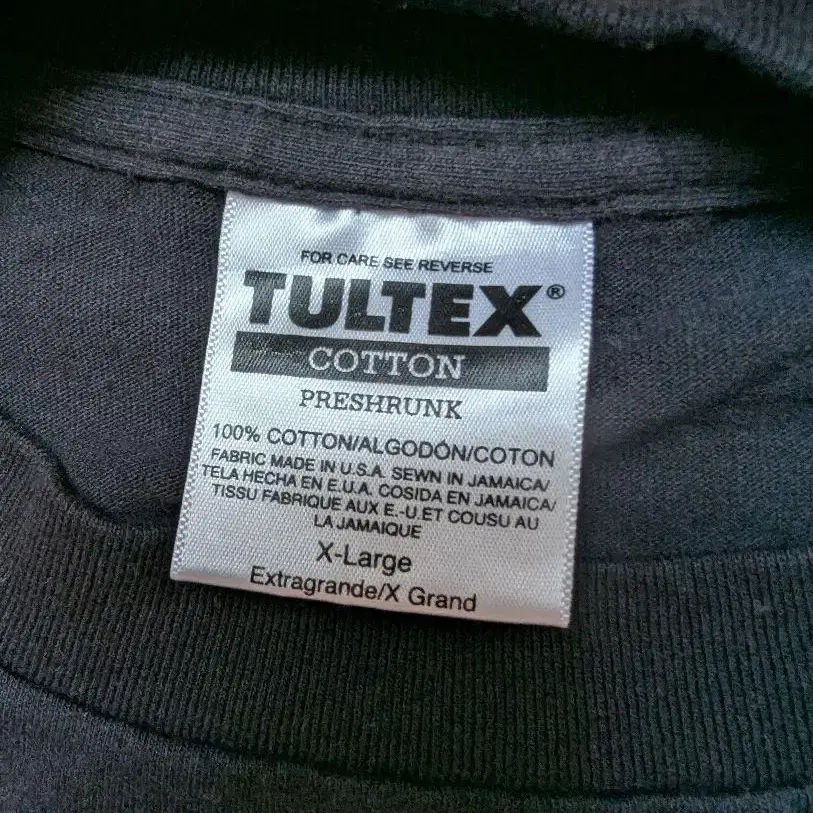 FOR CARE SEE REVERSE
TULTEX®
COTTON
PRESHRUNK
100% COTTON/ALGODÓN/COTON
FABRIC MADE IN U.S.A. SEWN IN JAMAICA/
TELA HECHA EN E.U.A. COSIDA EN JAMAICA/
TISSU FABRIQUE AUX E.-U.ET COUSU AU
LA JAMAIQUE
X-Large
Extragrande/X Grand